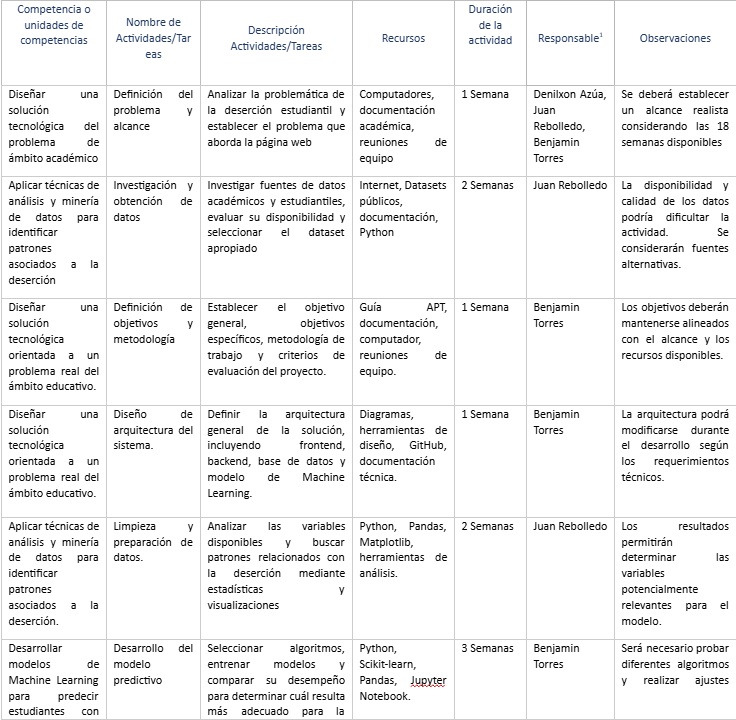 Competencia o
unidades de
competencias
Nombre de
Actividades/Tar
eas
Descripción
Actividades/Tareas
Recursos
Duración
de la
actividad
Responsable1
Observaciones
Diseñar una
solución
tecnológica del
problema de
ámbito académico
Definición del
problema y
alcance
Analizar la problemática de
la deserción estudiantil y
establecer el problema que
aborda la página web
Computadores,
documentación
académica,
reuniones de
equipo
1 Semana
Denilxon Azúa,
Juan
Rebolledo,
Benjamin
Torres
Se deberá establecer
un alcance realista
considerando las 18
semanas disponibles
Aplicar técnicas de
análisis y minería
de datos para
identificar
patrones
asociados a la
deserción
Investigación y
obtención de
datos
Investigar fuentes de datos
académicos y estudiantiles,
evaluar su disponibilidad y
seleccionar el dataset
apropiado
Internet, Datasets
públicos,
documentación,
Python
2 Semanas
Juan Rebolledo
La disponibilidad y
calidad de los datos
podría dificultar la
actividad. Se
considerarán fuentes
alternativas.
Diseñar una
solución
tecnológica
orientada a un
problema real del
ámbito educativo.
Definición de
objetivos y
metodología
Establecer el objetivo
general, objetivos
específicos, metodología de
trabajo y criterios de
evaluación del proyecto.
Guía APT,
documentación,
computador,
reuniones de
equipo.
1 Semana
Benjamin
Torres
Los objetivos deberán
mantenerse alineados
con el alcance y los
recursos disponibles.
Diseñar una
solución
tecnológica
orientada a un
problema real del
ámbito educativo.
Diseño de
arquitectura del
sistema.
Definir la arquitectura
general de la solución,
incluyendo frontend,
backend, base de datos y
modelo de Machine
Learning.
Diagramas,
herramientas de
diseño, GitHub,
documentación
técnica.
1 Semana
Benjamin
Torres
La arquitectura podrá
modificarse durante
el desarrollo según
los requerimientos
técnicos.
Aplicar técnicas de
análisis y minería
de datos para
identificar
patrones
asociados a la
deserción.
Limpieza y
preparación de
datos.
Analizar las variables
disponibles y buscar
patrones relacionados con
la deserción mediante
estadísticas y
visualizaciones
Python, Pandas,
Matplotlib,
herramientas de
análisis.
2 Semanas
Juan Rebolledo
Los resultados
permitirán
determinar las
variables
potencialmente
relevantes para el
modelo.
Desarrollar
modelos de
Machine Learning
para predecir
estudiantes con
Desarrollo del
modelo
predictivo
Seleccionar algoritmos,
entrenar modelos y
comparar su desempeño
para determinar cuál resulta
más adecuado para la
Python,
Scikit-learn,
Pandas, Jupyter
Notebook.
3 Semanas
Benjamin
Torres
Será necesario probar
diferentes algoritmos
y realizar ajustes